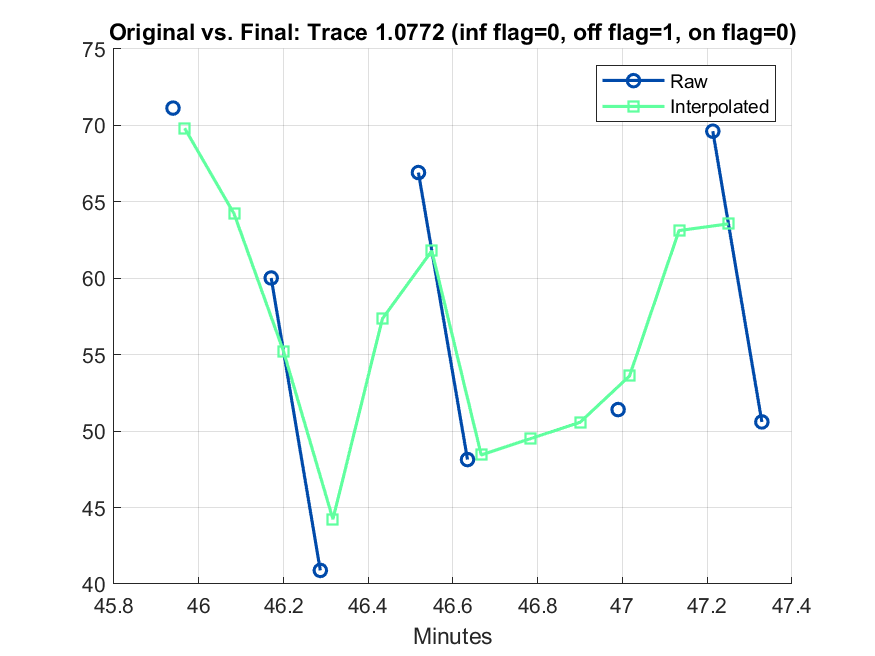 Original vs. Final: Trace 1.0772 (inf flag=0, off flag=1, on flag=0)
75
70
65
60
55
50
45
40
Raw
Interpolated
45.8 46 46.2 46.4 46.6 46.8 47 47.2 47.4
Minutes